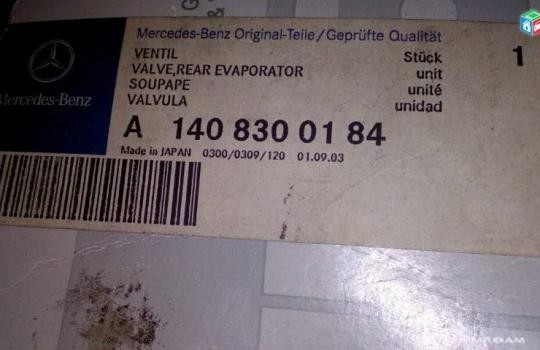 Mercedes-Benz Original-Teile/Geprüfte Qualität
Mercedes-Benz
VENTIL
VALVE,REAR EVAPORATOR
SOUPAPE
VALVULA
Stück
unit
unité
unidad
1
A 140 830 01 84
Made in JAPAN 0300/0309/120 01.09.03